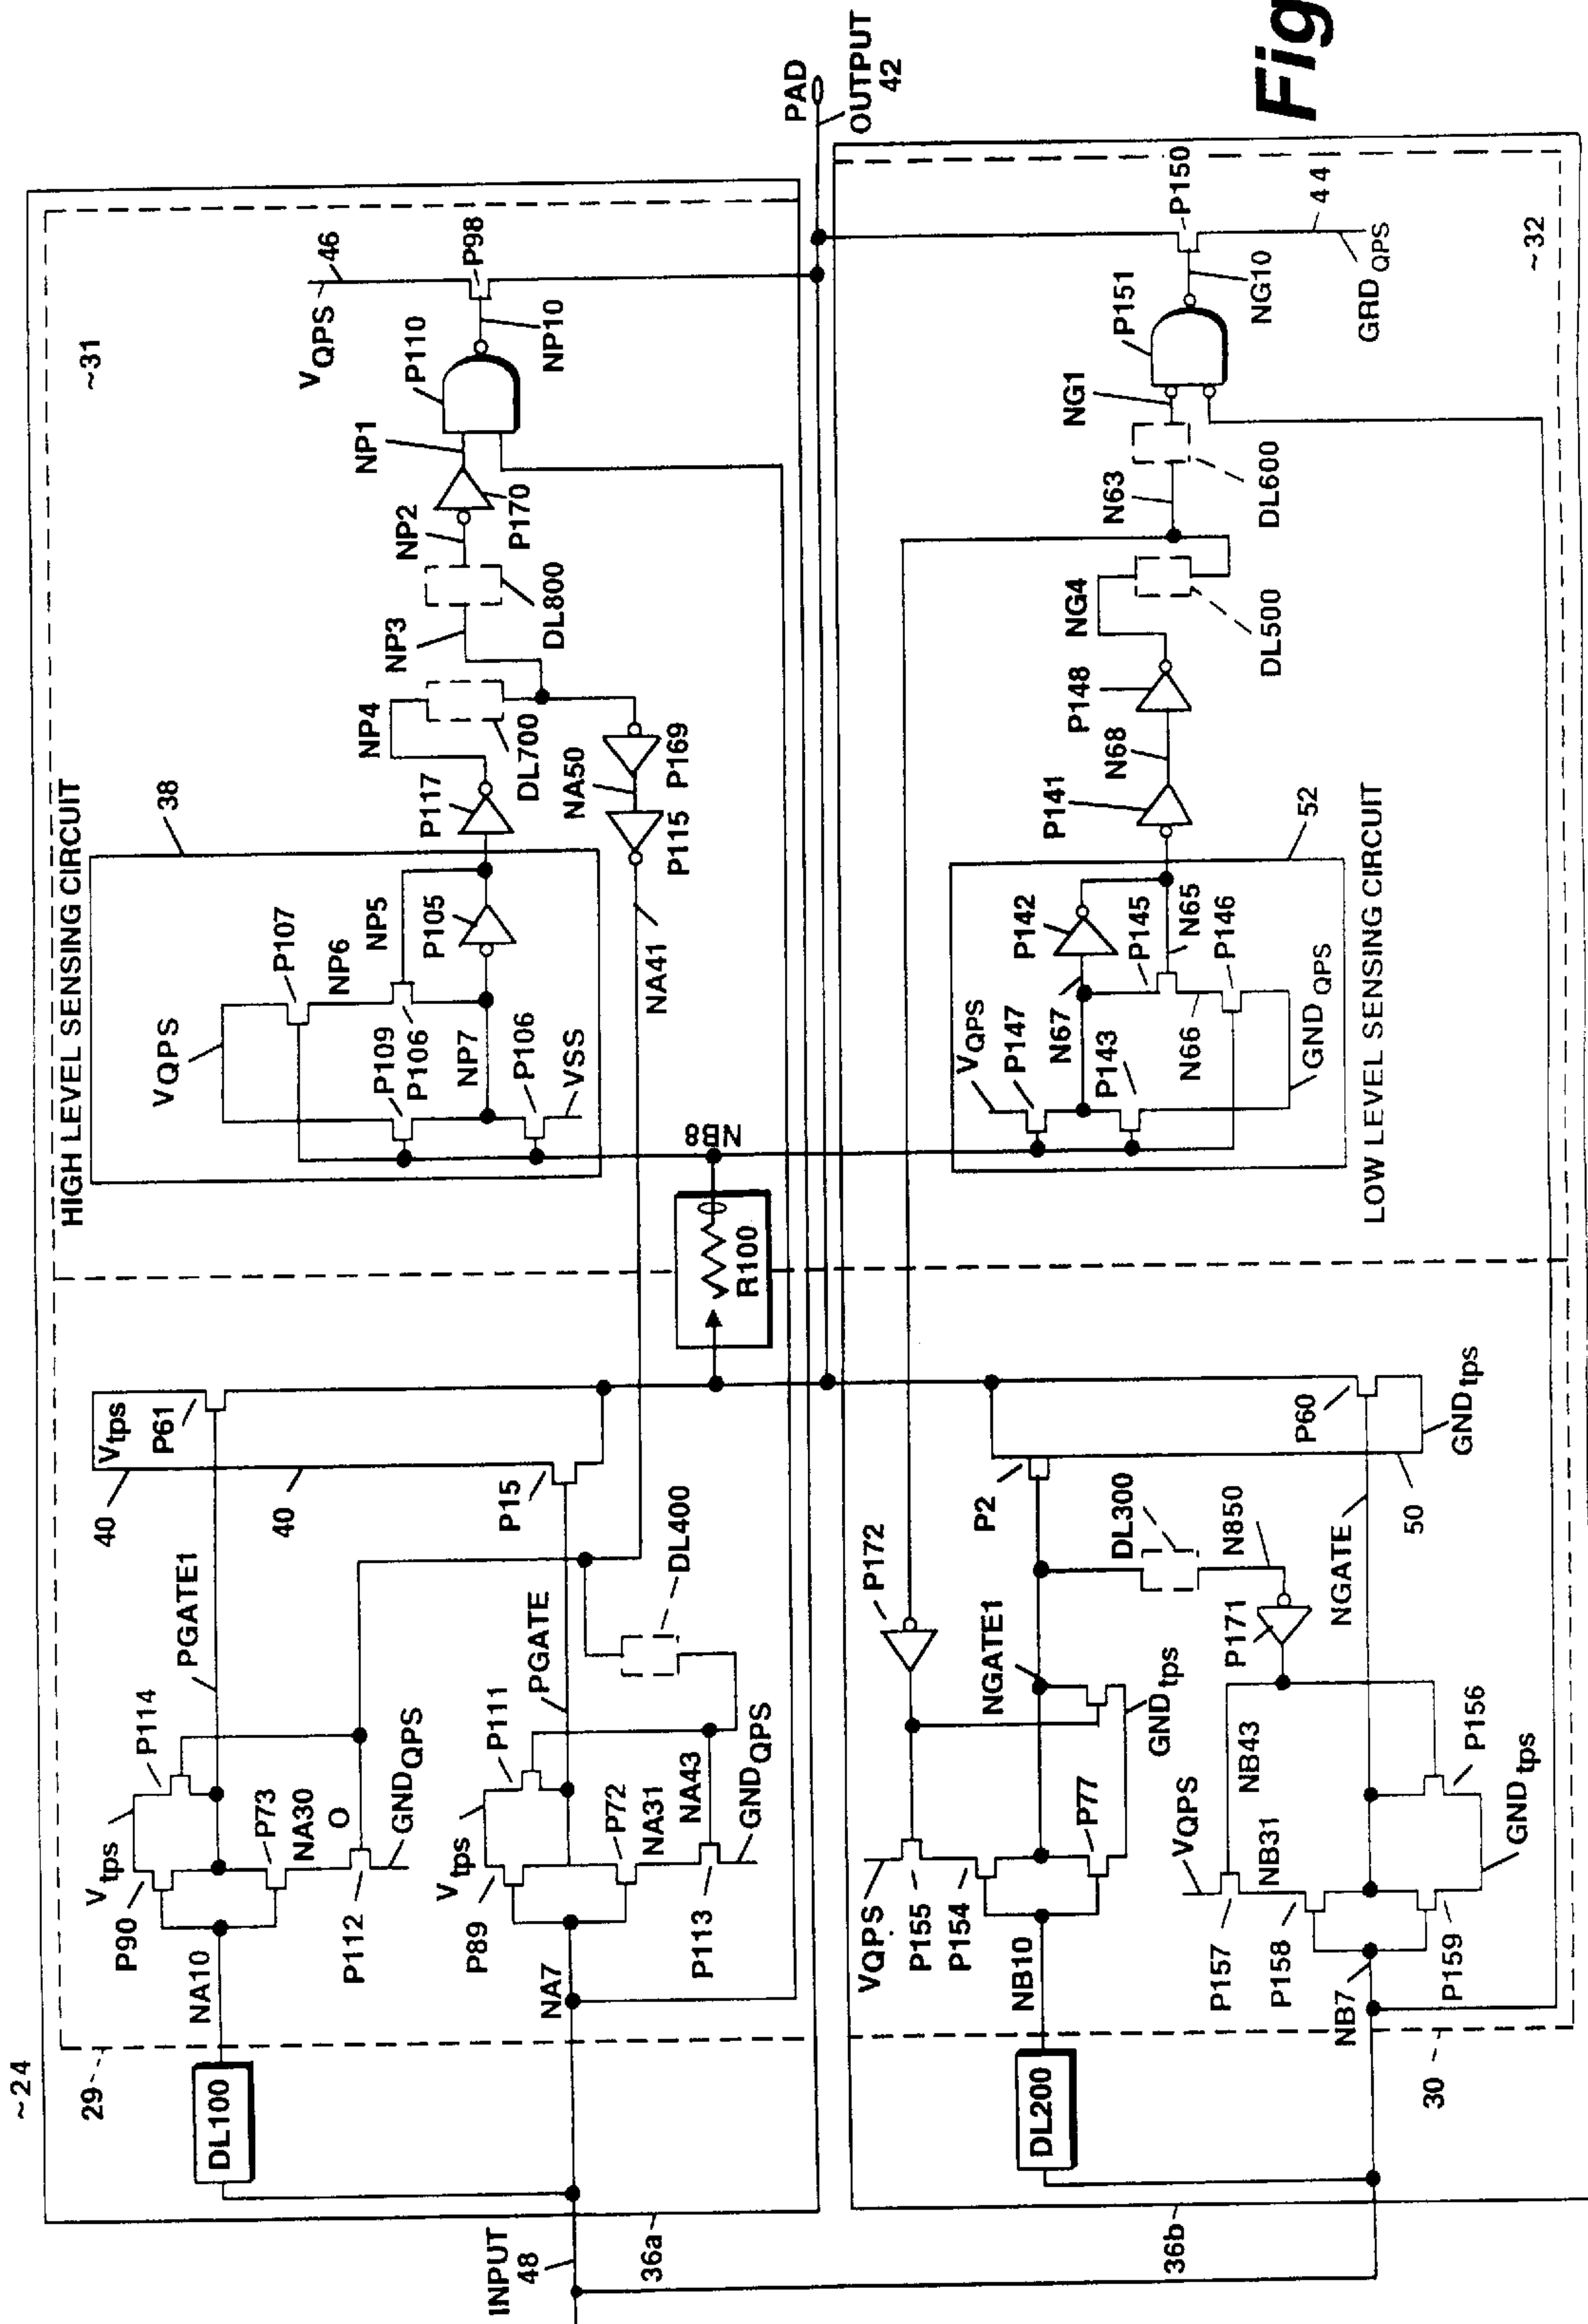 ~24
29
36a
INPUT
48
DL100
NA10
P90
Vtps
P114
PGATE1
P73
NA30
O
P112
GNDQPS
P89
Vtps
P111
PGATE
P72
NA31
NA43
P113
GNDQPS
NA7
DL400
40
Vtps
P61
40
P15
HIGH LEVEL SENSING CIRCUIT
38
VQPS
P107
NP6
P109
P106
NP5
P105
NP7
P106
VSS
P117
NP4
DL700
NA50
P169
P115
NA41
NP3
DL800
NP2
P170
NP1
P110
NP10
VQPS
46
P98
~31
R100
NB8
PAD
OUTPUT
42
36b
30
DL200
NB10
VQPS
P155
P154
P172
NGATE1
P77
GNDtps
P2
DL300
N850
P171
NB43
VQPS
P157
NB31
P158
NB7
P159
P156
GNDtps
NGATE
P60
50
GNDtps
VQPS
P147
N67
P143
P142
P145
N65
N66
P146
GNDQPS
52
LOW LEVEL SENSING CIRCUIT
P141
N68
P148
NG4
DL500
N63
DL600
NG1
P151
NG10
P150
44
GRDQPS
~32
Fig